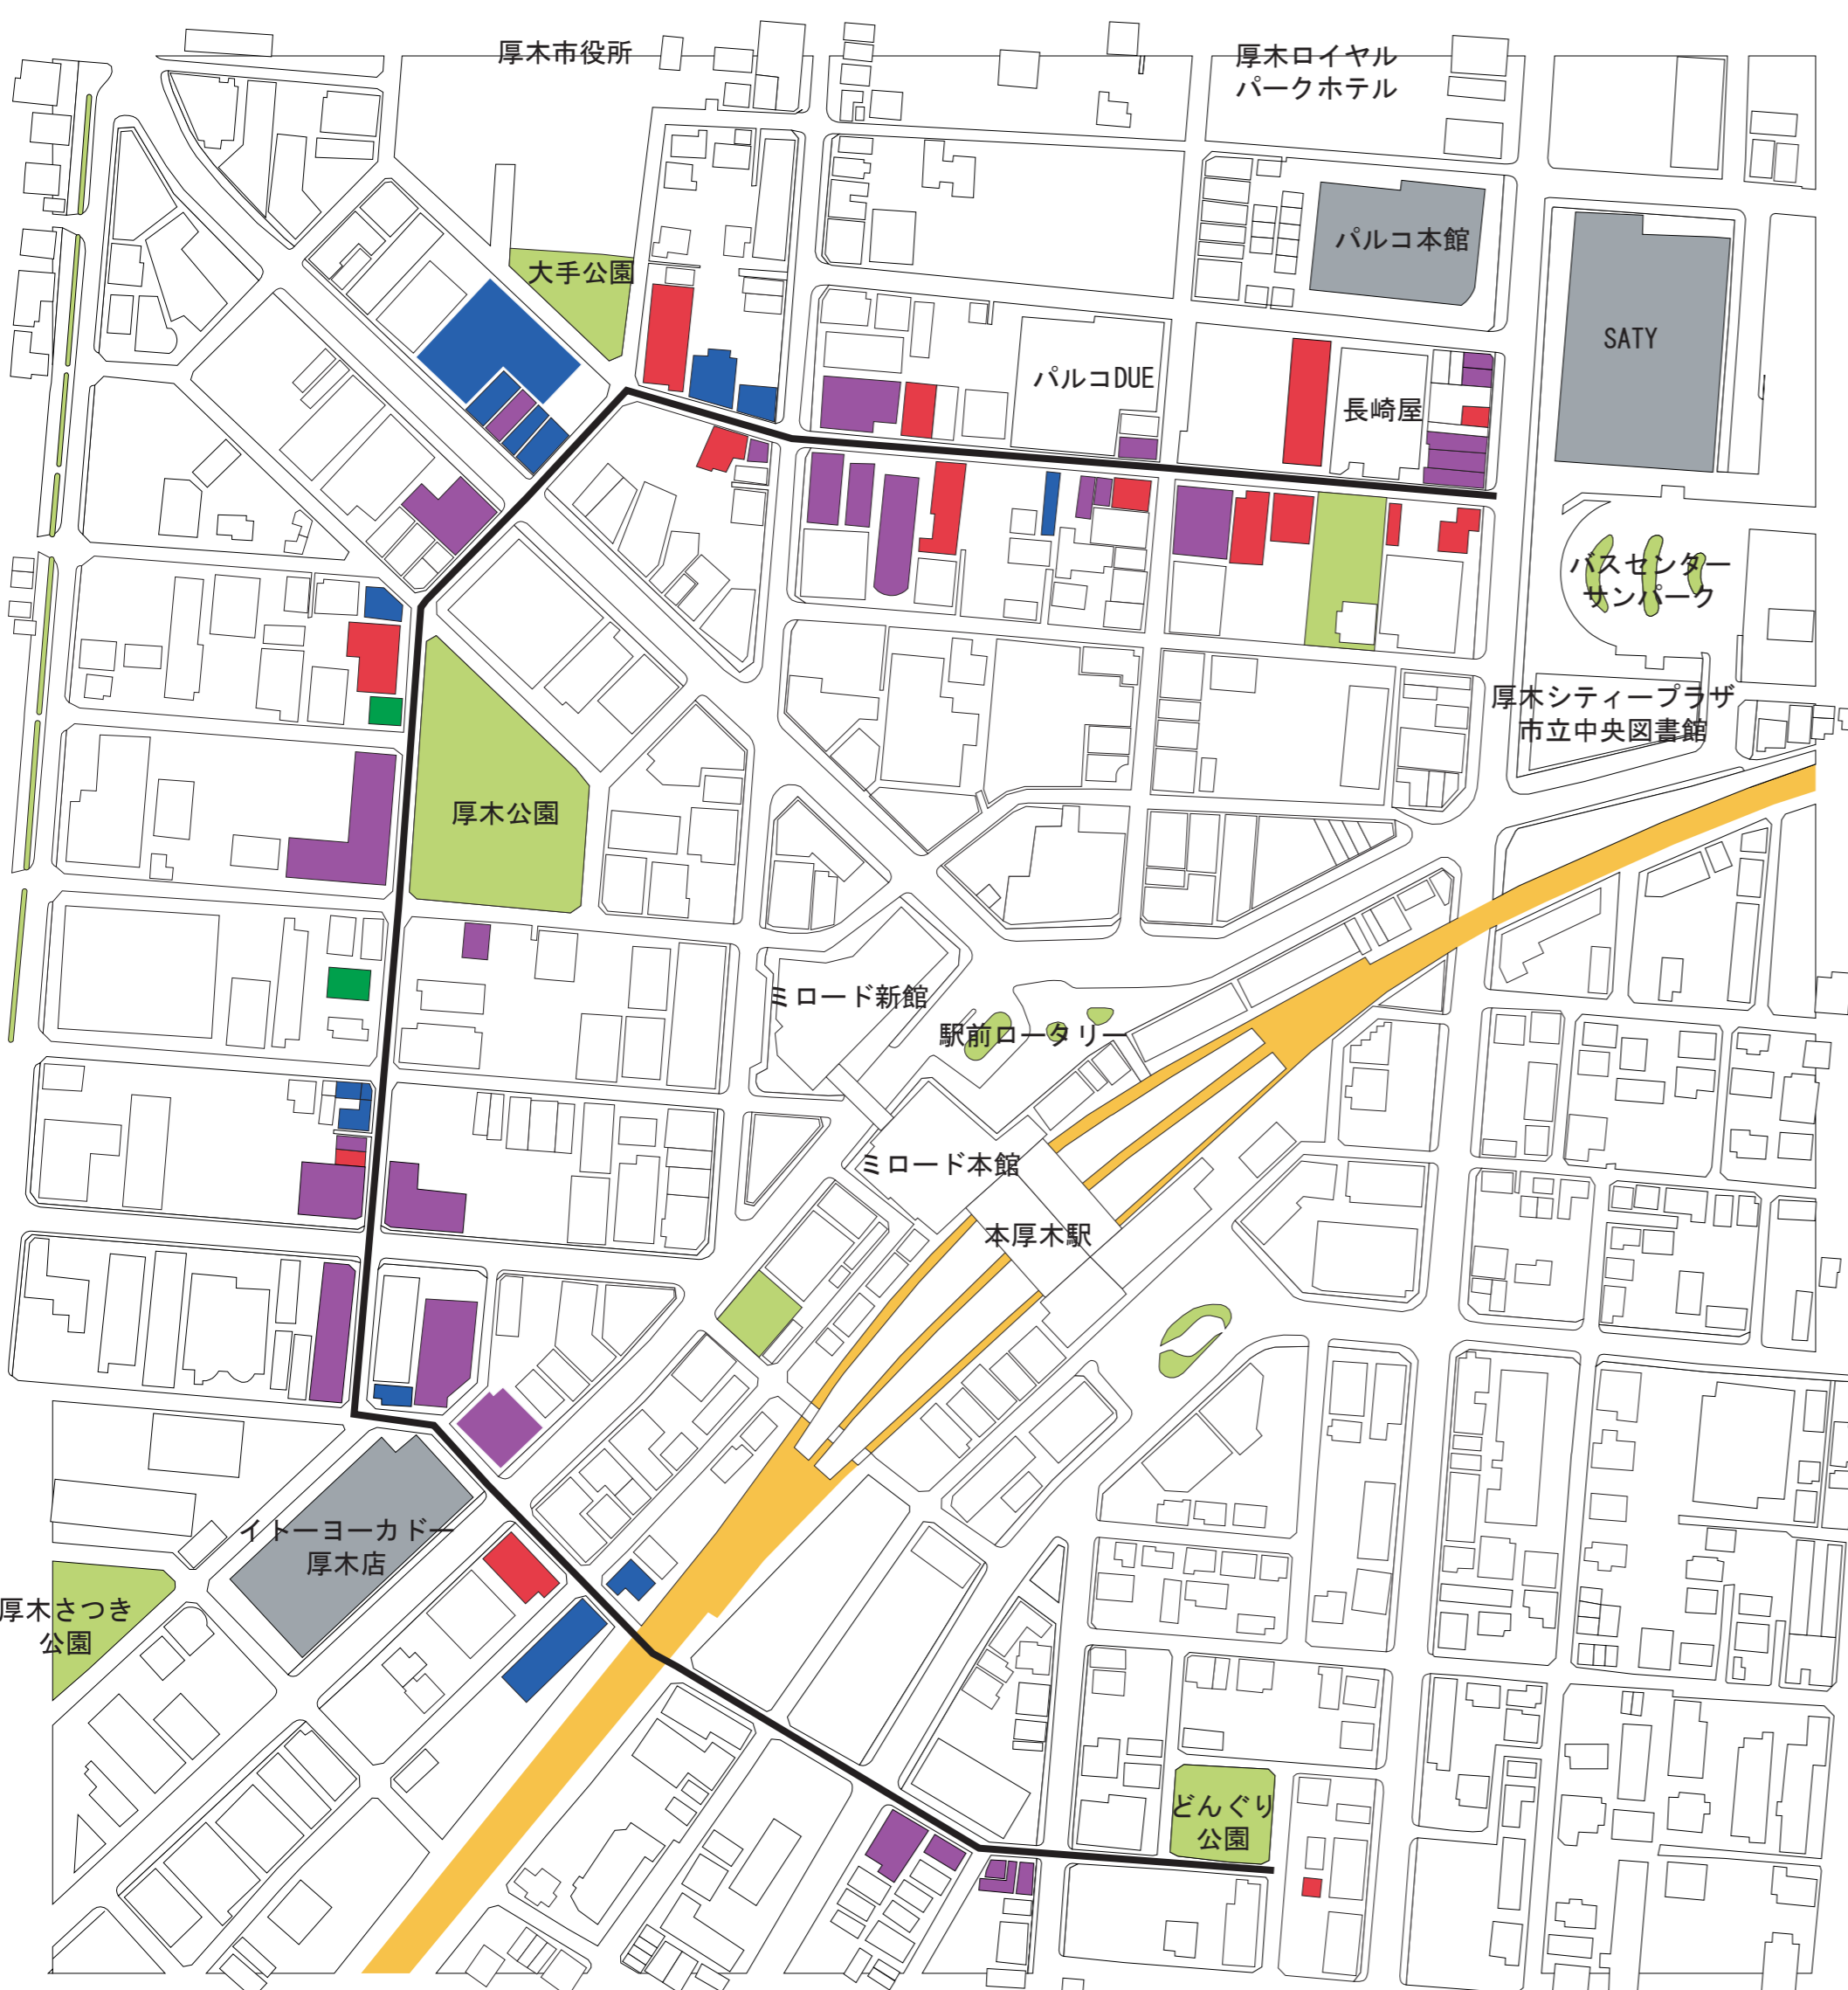 厚木市役所
厚木ロイヤル
パークホテル
パルコ本館
大手公園
SATY
パルコDUE
長崎屋
バスセンター
サンパーク
厚木シティープラザ
市立中央図書館
厚木公園
ミロード新館
駅前ロータリー
ミロード本館
本厚木駅
イトーヨーカドー
厚木店
厚木さつき
公園
どんぐり
公園